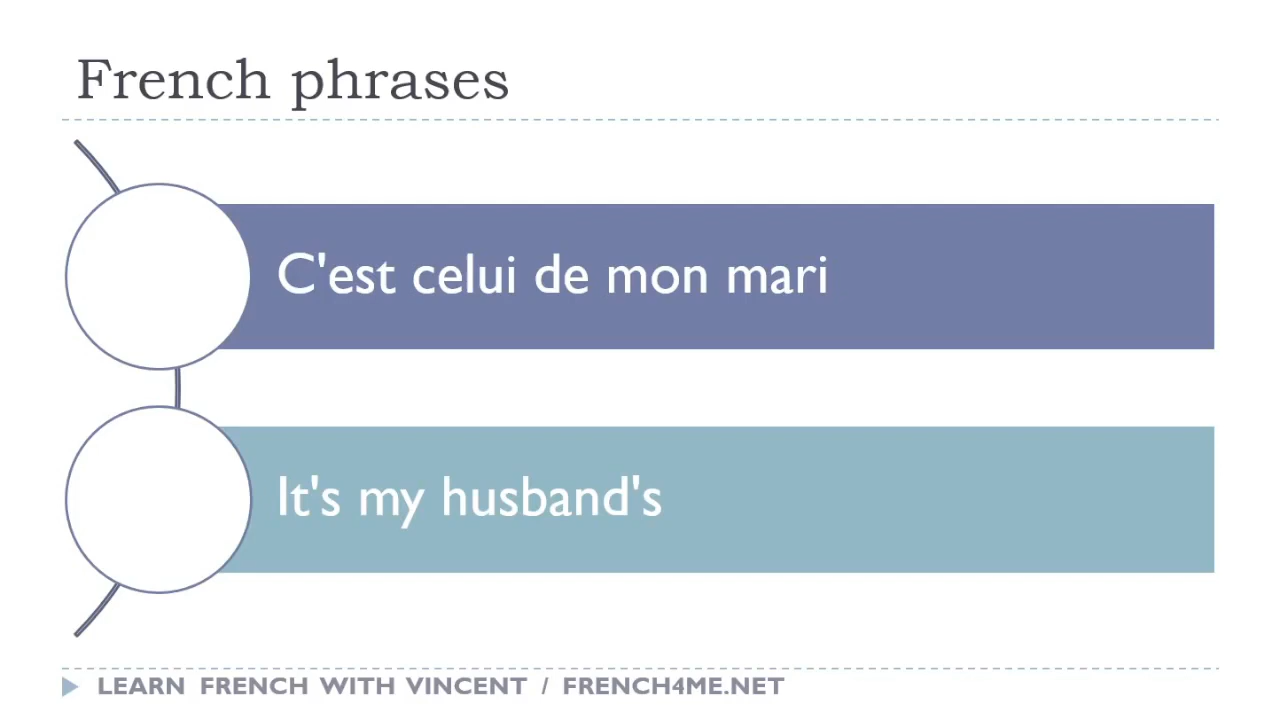 French phrases
C'est celui de mon mari
It's my husband's
LEARN FRENCH WITH VINCENT / FRENCH4ME.NET